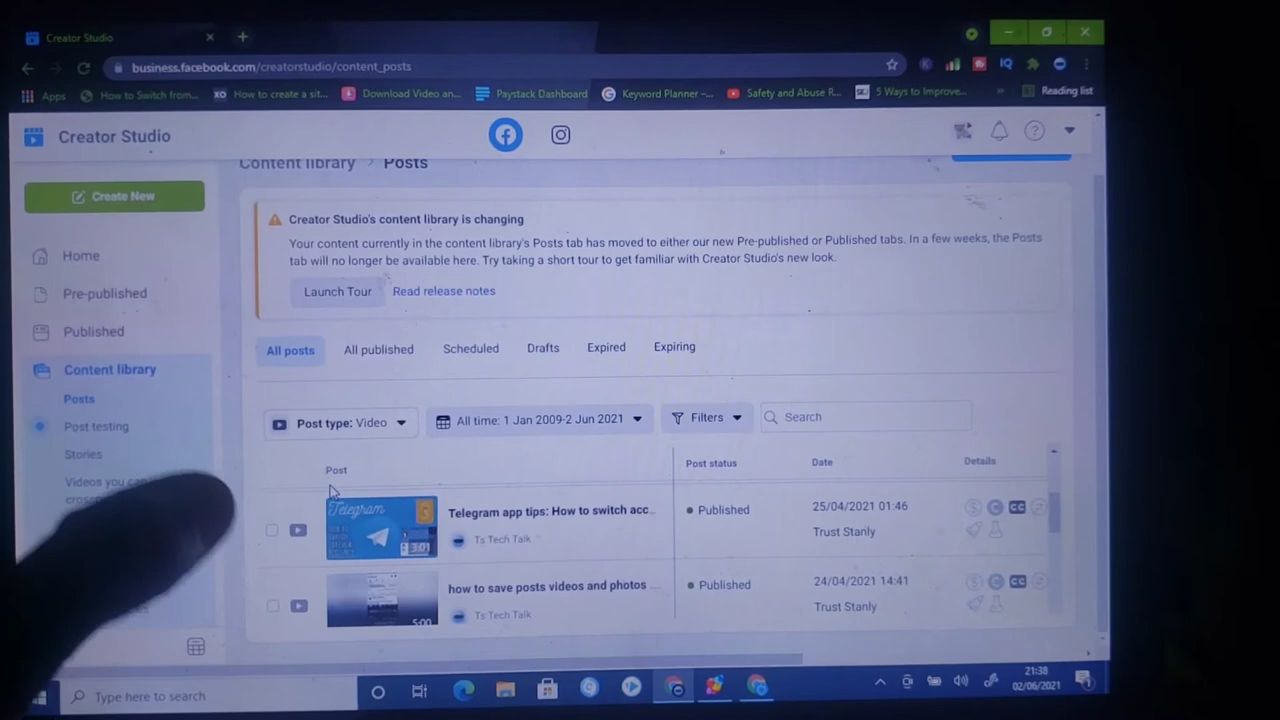 Creator Studio
business.facebook.com/creatorstudio/content_posts
Apps
How to Switch from...
How to create a sit...
Download Video an...
Paystack Dashboard
Keyword Planner –...
Safety and Abuse R...
5 Ways to Improve...
Reading list
Creator Studio
Content library > Posts
Create New
Home
Pre-published
Published
Content library
Posts
Post testing
Stories
Videos you can
Creator Studio's content library is changing
Your content currently in the content library's Posts tab has moved to either our new Pre-published or Published tabs. In a few weeks, the Posts
tab will no longer be available here. Try taking a short tour to get familiar with Creator Studio's new look.
Launch Tour Read release notes
All posts All published Scheduled Drafts Expired Expiring
Post type: Video
All time: 1 Jan 2009-2 Jun 2021
Filters
Search
Post Post status Date Details
Telegram
3:01
Telegram app tips: How to switch acc...
Ts Tech Talk
Published
25/04/2021 01:46
Trust Stanly
CC
5:00
how to save posts videos and photos ...
Ts Tech Talk
Published
24/04/2021 14:41
Trust Stanly
CC
Type here to search
21:38
02/06/2021